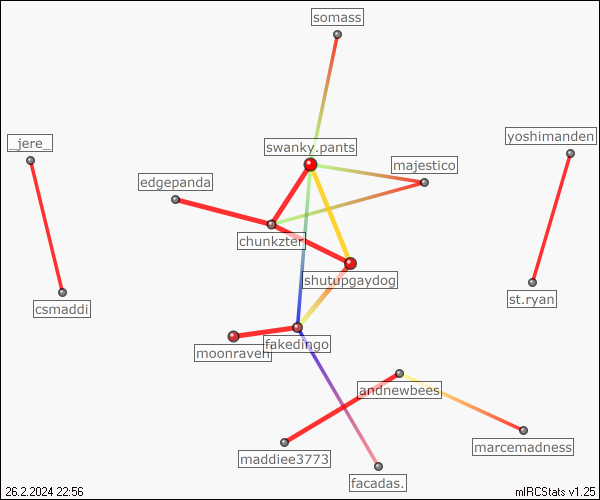 somass
_jere_
yoshimanden
swanky.pants
majestico
edgepanda
chunkzter
shutupgaydog
csmaddi
st.ryan
moonraven
fakedingo
andnewbees
marcemadness
maddiee3773
facadas.
26.2.2024 22:56
mIRCStats v1.25